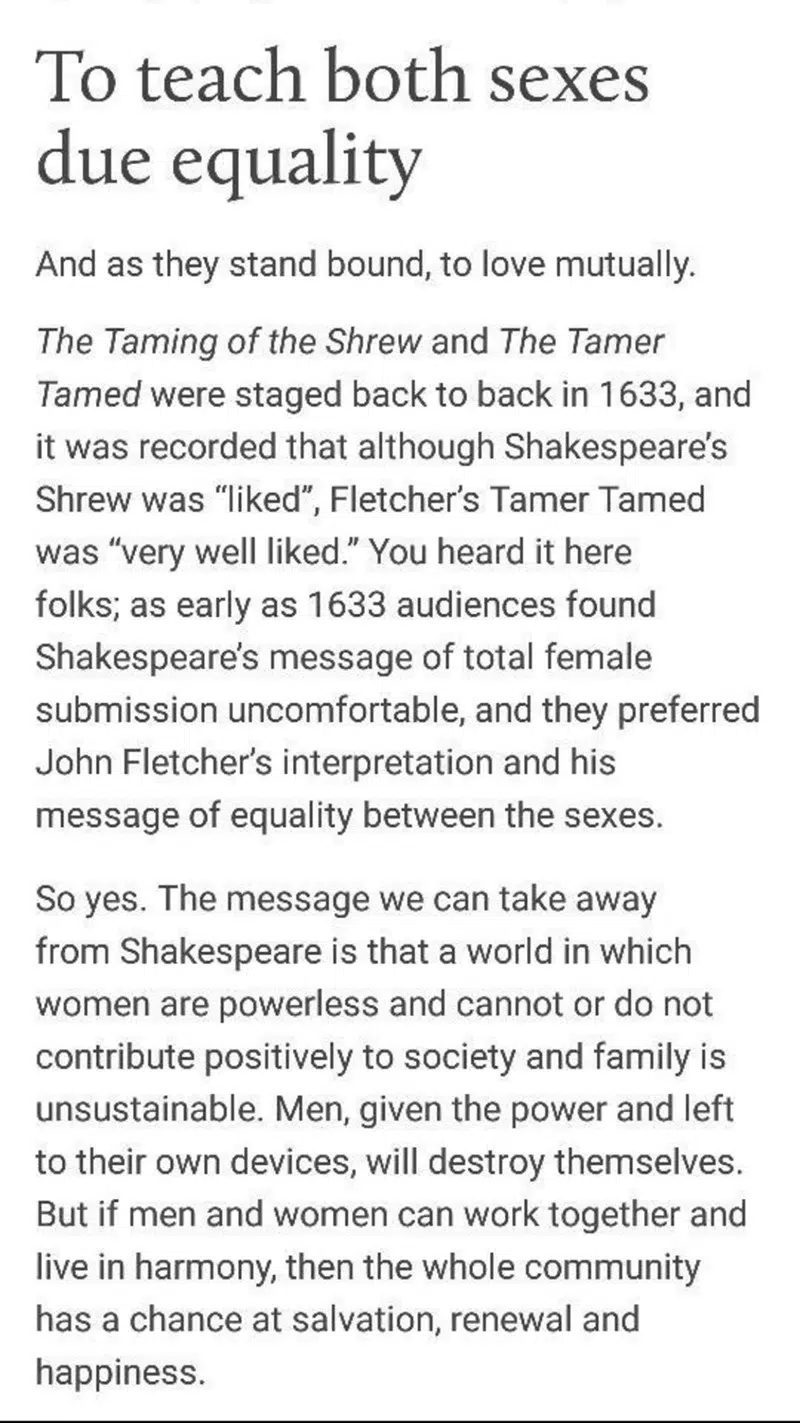 To teach both sexes
due equality
And as they stand bound, to love mutually.
The Taming of the Shrew and The Tamer
Tamed were staged back to back in 1633, and
it was recorded that although Shakespeare’s
Shrew was “liked”, Fletcher’s Tamer Tamed
was “very well liked.” You heard it here
folks; as early as 1633 audiences found
Shakespeare’s message of total female
submission uncomfortable, and they preferred
John Fletcher’s interpretation and his
message of equality between the sexes.
So yes. The message we can take away
from Shakespeare is that a world in which
women are powerless and cannot or do not
contribute positively to society and family is
unsustainable. Men, given the power and left
to their own devices, will destroy themselves.
But if men and women can work together and
live in harmony, then the whole community
has a chance at salvation, renewal and
happiness.